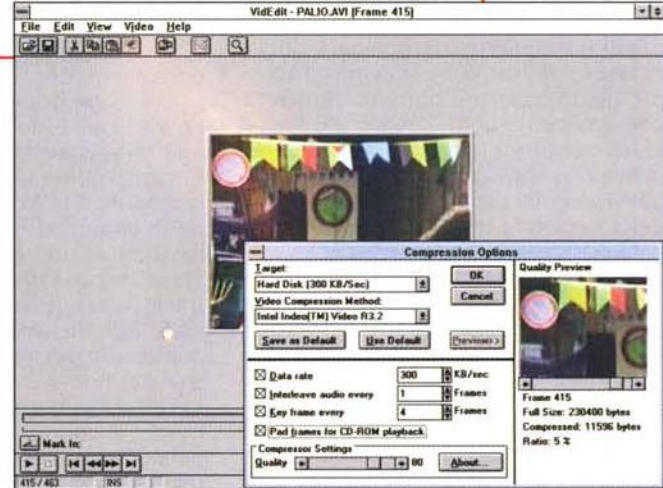 VidEdit - PALIO.AVI [Frame 415]
File Edit View Video Help
Compression Options
Target:
Hard Disk (300 KB/Sec)
OK
Video Compression Method:
Cancel
Intel Indeo(TM) Video R3.2
Save as Default Use Default Preview >
Data rate 300 KB/sec
Interleave audio every 1 Frames
Key frame every 4 Frames
Pad frames for CD-ROM playback
Compressor Settings
Quality 80 About...
Quality Preview
Frame 415
Full Size: 230400 bytes
Compressed: 11596 bytes
Ratio: 5 %
Mark In:
415 / 463 INS